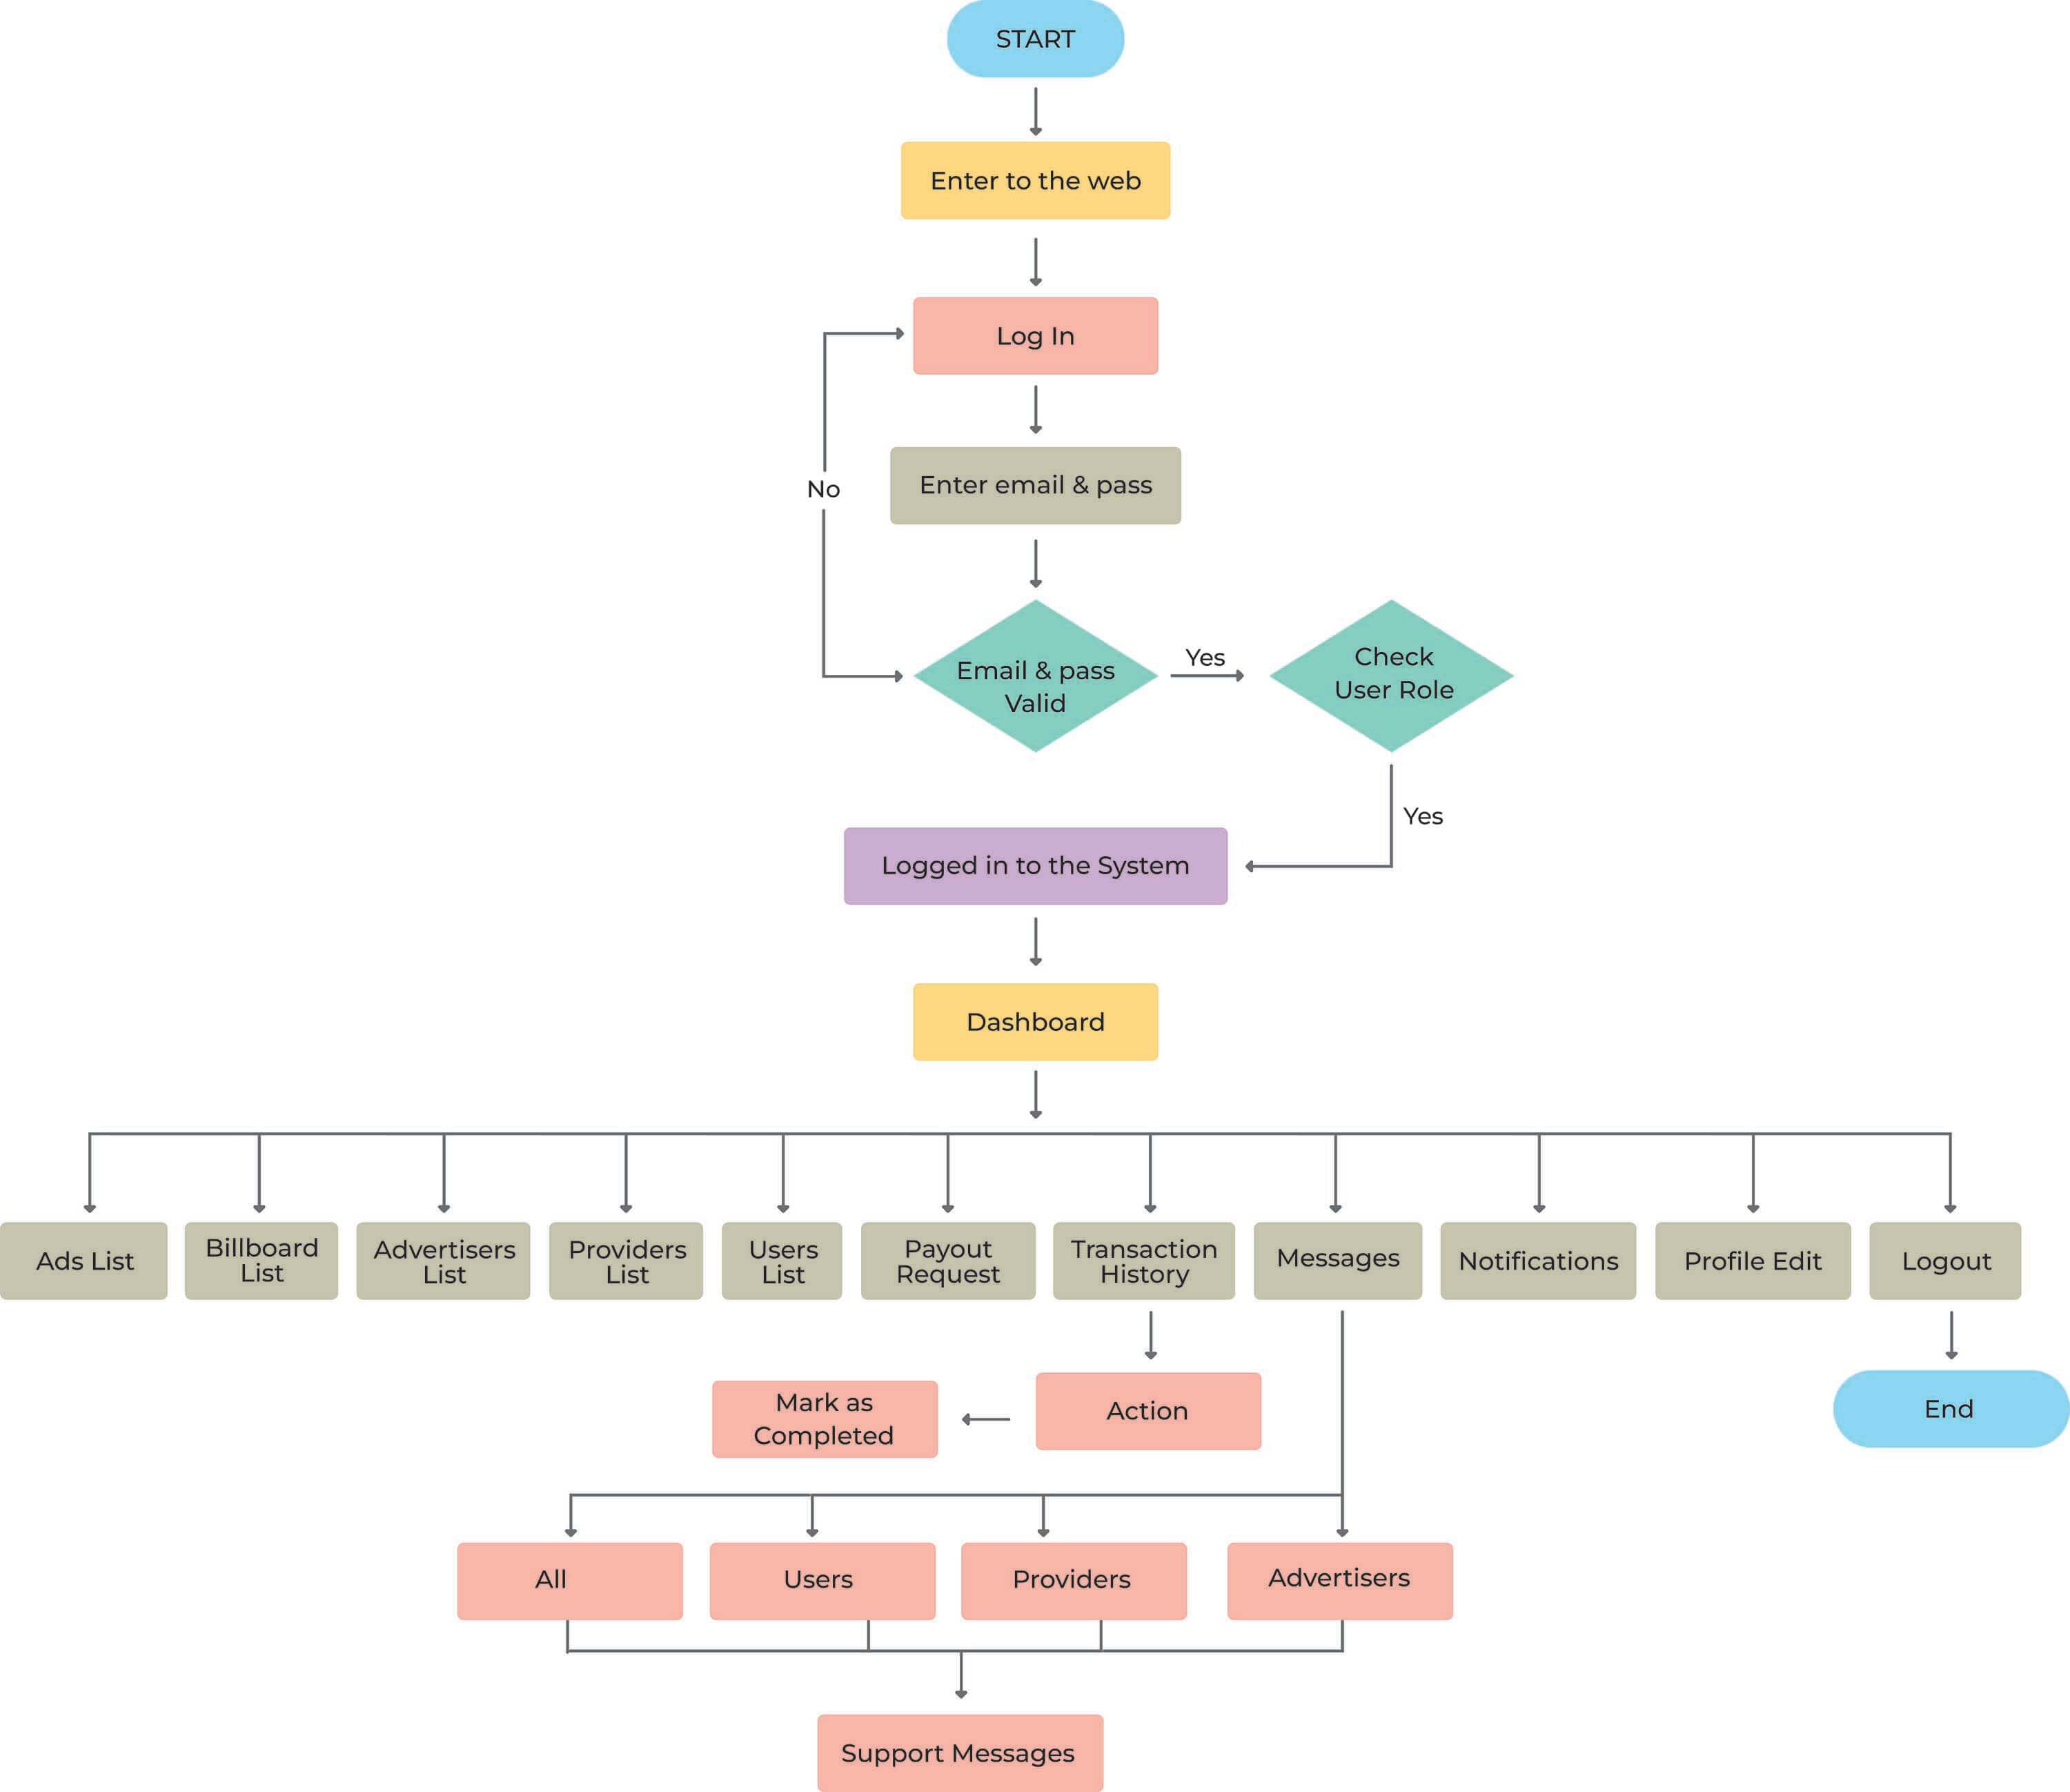 START
Enter to the web
Log In
Enter email & pass
No
Email & pass
Valid
Yes
Check
User Role
Yes
Logged in to the System
Dashboard
Ads List
Billboard
List
Advertisers
List
Providers
List
Users
List
Payout
Request
Transaction
History
Messages
Notifications
Profile Edit
Logout
Mark as
Completed
Action
End
All
Users
Providers
Advertisers
Support Messages